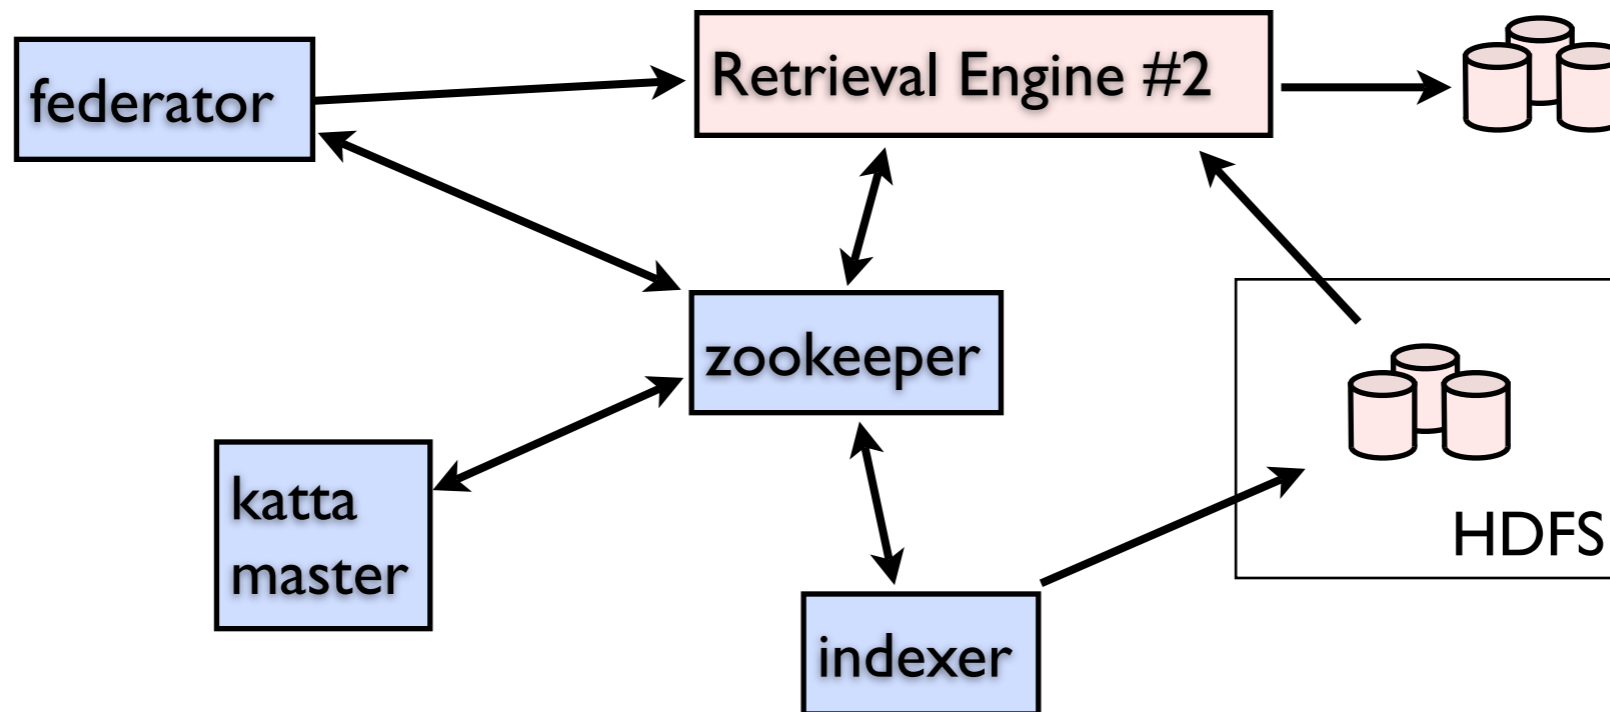 federator
Retrieval Engine #2
zookeeper
katta
master
HDFS
indexer